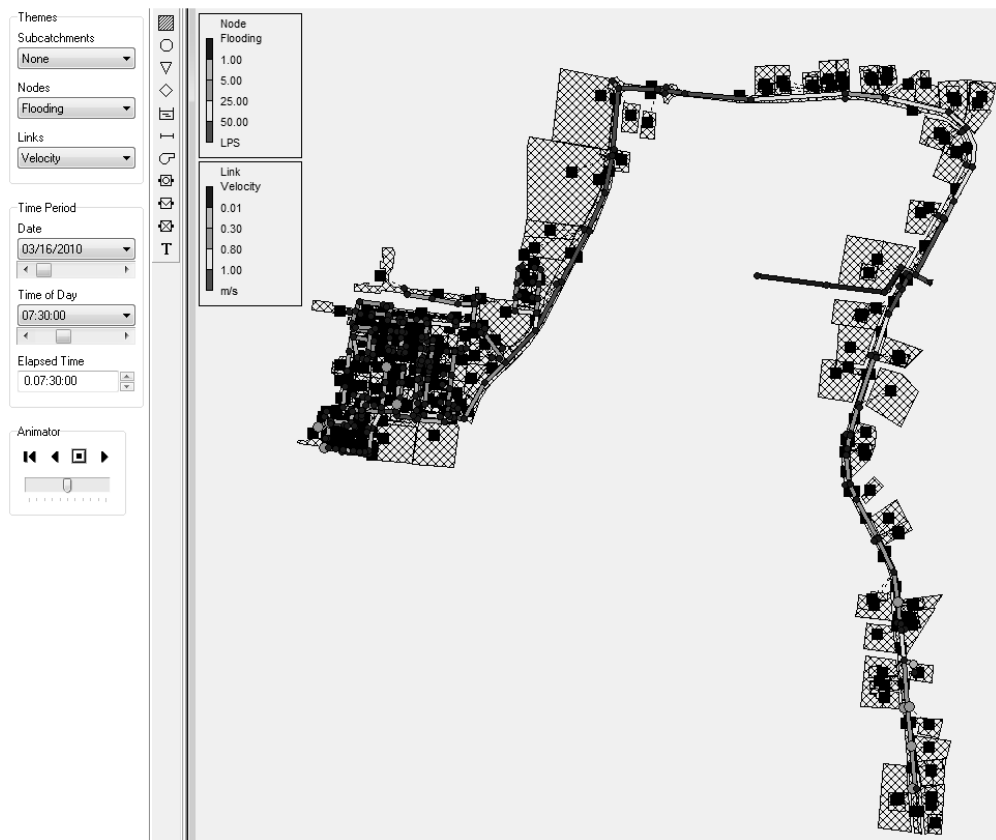 Themes
Subcatchments
None
Nodes
Flooding
Links
Velocity
Time Period
Date
03/16/2010
Time of Day
07:30:00
Elapsed Time
0.07:30:00
Animator
T
Node
Flooding
1.00
5.00
25.00
50.00
LPS
Link
Velocity
0.01
0.30
0.80
1.00
m/s